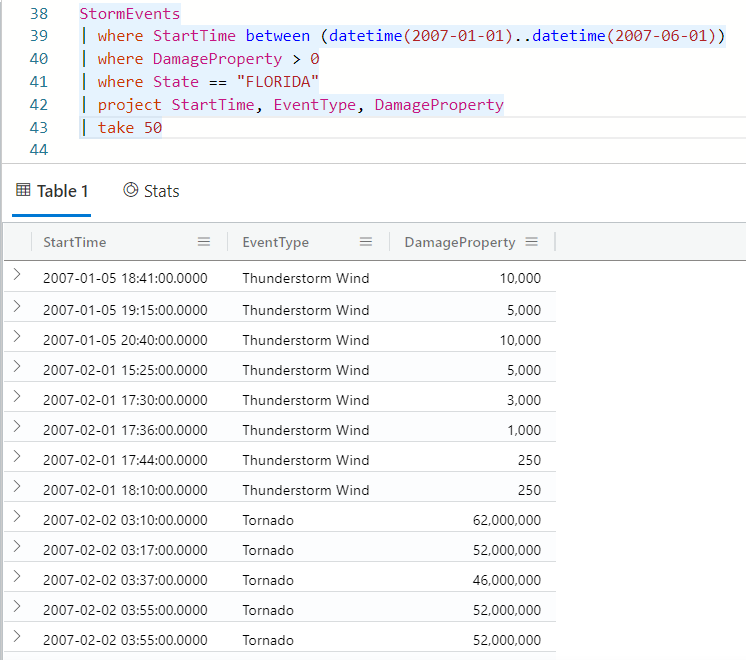 38 StormEvents
39 | where StartTime between (datetime(2007-01-01)..datetime(2007-06-01))
40 | where DamageProperty > 0
41 | where State == "FLORIDA"
42 | project StartTime, EventType, DamageProperty
43 | take 50
44
Table 1 Stats
StartTime EventType DamageProperty
2007-01-05 18:41:00.0000 Thunderstorm Wind 10,000
2007-01-05 19:15:00.0000 Thunderstorm Wind 5,000
2007-01-05 20:40:00.0000 Thunderstorm Wind 10,000
2007-02-01 15:25:00.0000 Thunderstorm Wind 5,000
2007-02-01 17:30:00.0000 Thunderstorm Wind 3,000
2007-02-01 17:36:00.0000 Thunderstorm Wind 1,000
2007-02-01 17:44:00.0000 Thunderstorm Wind 250
2007-02-01 18:10:00.0000 Thunderstorm Wind 250
2007-02-02 03:10:00.0000 Tornado 62,000,000
2007-02-02 03:17:00.0000 Tornado 52,000,000
2007-02-02 03:37:00.0000 Tornado 46,000,000
2007-02-02 03:55:00.0000 Tornado 52,000,000
2007-02-02 03:55:00.0000 Tornado 52,000,000